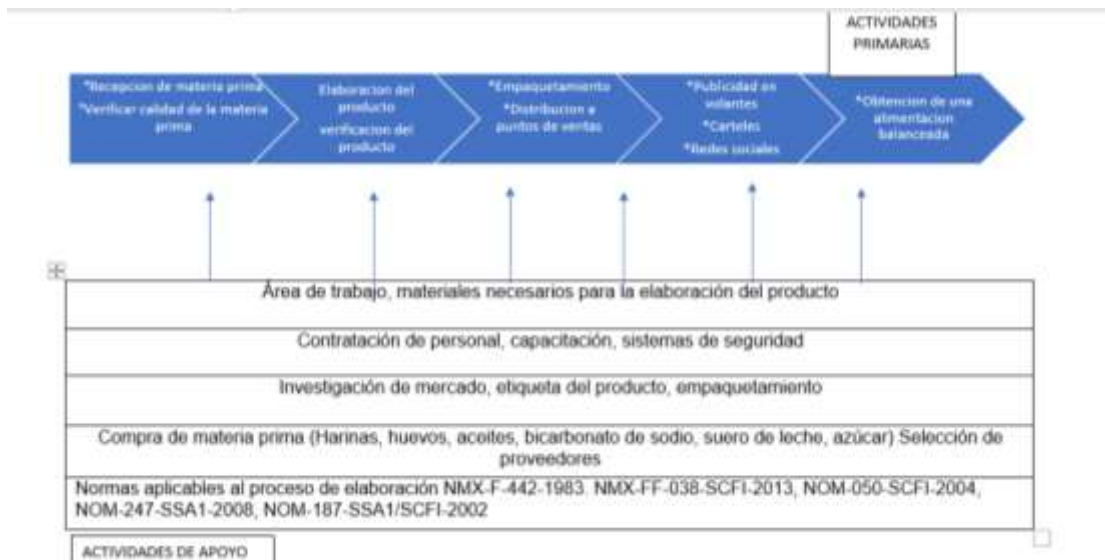 ACTIVIDADES
PRIMARIAS
*Recepcion de materia prima
*Verificar calidad de la materia
prima
Elaboracion del
producto
verificacion del
producto
*Empaquetamiento
*Distribucion a
puntos de ventas
*Publicidad en
volantes
*Carteles
*Redes sociales
*Obtencion de una
alimentacion
balanceada
Área de trabajo, materiales necesarios para la elaboración del producto
Contratación de personal, capacitación, sistemas de seguridad
Investigación de mercado, etiqueta del producto, empaquetamiento
Compra de materia prima (Harinas, huevos, aceites, bicarbonato de sodio, suero de leche, azúcar) Selección de
proveedores
Normas aplicables al proceso de elaboración NMX-F-442-1983. NMX-FF-038-SCFI-2013, NOM-050-SCFI-2004,
NOM-247-SSA1-2008, NOM-187-SSA1/SCFI-2002
ACTIVIDADES DE APOYO